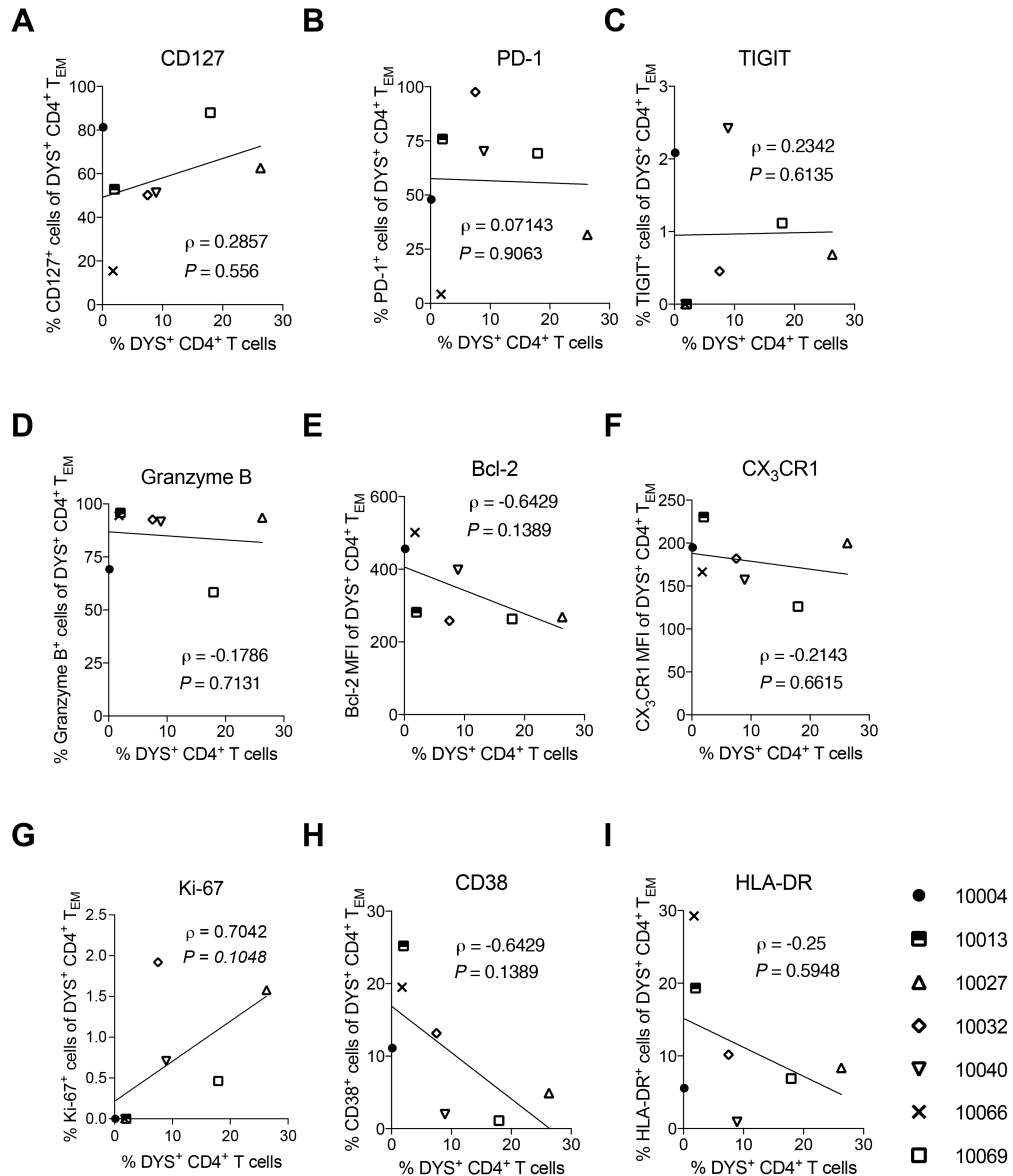 A
CD127
% CD127⁺ cells of DYS⁺ CD4⁺ T_EM
100
80
60
40
20
0
ρ = 0.2857
P = 0.556
0 10 20 30
% DYS⁺ CD4⁺ T cells
B
PD-1
% PD-1⁺ cells of DYS⁺ CD4⁺ T_EM
100
75
50
25
0
ρ = 0.07143
P = 0.9063
0 10 20 30
% DYS⁺ CD4⁺ T cells
C
TIGIT
% TIGIT⁺ cells of DYS⁺ CD4⁺ T_EM
3
2
1
0
ρ = 0.2342
P = 0.6135
0 10 20 30
% DYS⁺ CD4⁺ T cells
D
Granzyme B
% Granzyme B⁺ cells of DYS⁺ CD4⁺ T_EM
100
75
50
25
0
ρ = -0.1786
P = 0.7131
0 10 20 30
% DYS⁺ CD4⁺ T cells
E
Bcl-2
Bcl-2 MFI of DYS⁺ CD4⁺ T_EM
600
400
200
0
ρ = -0.6429
P = 0.1389
0 10 20 30
% DYS⁺ CD4⁺ T cells
F
CX₃CR1
CX₃CR1 MFI of DYS⁺ CD4⁺ T_EM
250
200
150
100
50
0
ρ = -0.2143
P = 0.6615
0 10 20 30
% DYS⁺ CD4⁺ T cells
G
Ki-67
% Ki-67⁺ cells of DYS⁺ CD4⁺ T_EM
2.5
2.0
1.5
1.0
0.5
0.0
ρ = 0.7042
P = 0.1048
0 10 20 30
% DYS⁺ CD4⁺ T cells
H
CD38
% CD38⁺ cells of DYS⁺ CD4⁺ T_EM
30
20
10
0
ρ = -0.6429
P = 0.1389
0 10 20 30
% DYS⁺ CD4⁺ T cells
I
HLA-DR
% HLA-DR⁺ cells of DYS⁺ CD4⁺ T_EM
30
20
10
0
ρ = -0.25
P = 0.5948
0 10 20 30
% DYS⁺ CD4⁺ T cells
10004
10013
10027
10032
10040
10066
10069